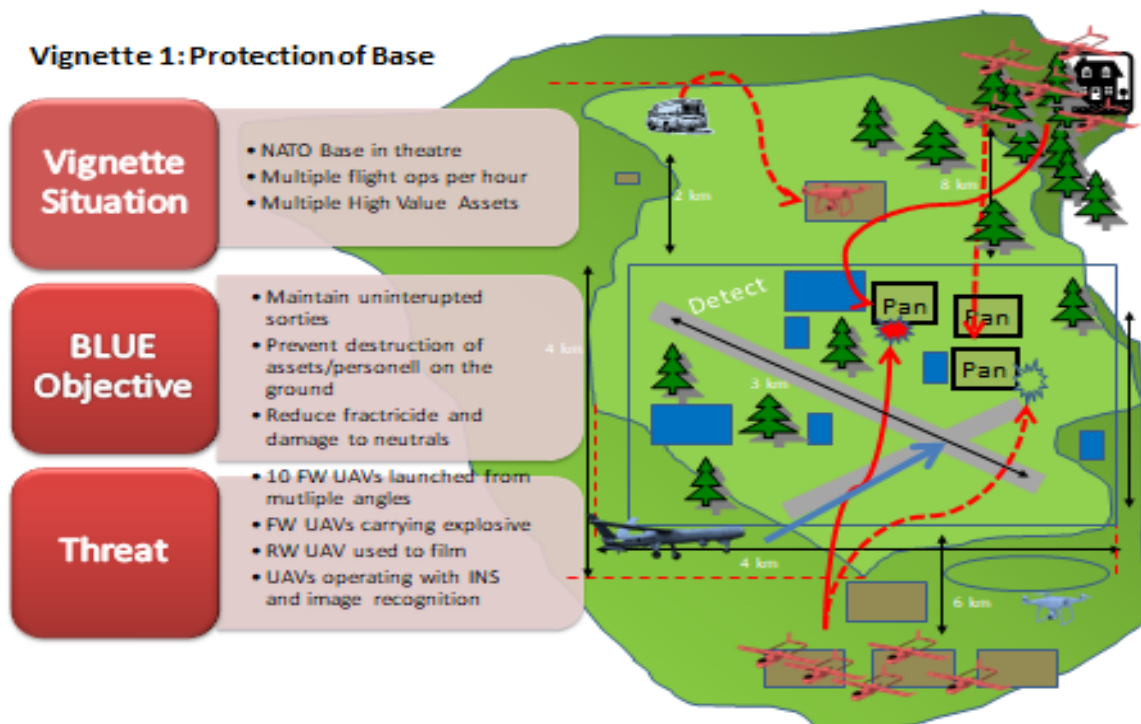 Vignette 1: Protection of Base
Vignette
Situation
• NATO Base in theatre
• Multiple flight ops per hour
• Multiple High Value Assets
BLUE
Objective
• Maintain uninterupted
sorties
• Prevent destruction of
assets/personell on the
ground
• Reduce fractricide and
damage to neutrals
Threat
• 10 FW UAVs launched from
mutliple angles
• FW UAVs carrying explosive
• RW UAV used to film
• UAVs operating with INS
and image recognition
2 km
8 km
Detect
Pan
Pan
Pan
4 km
3 km
4 km
6 km